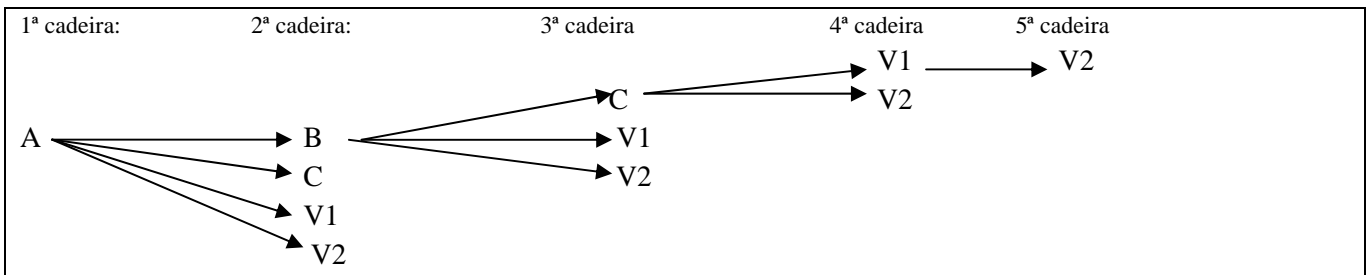 1ª cadeira: 2ª cadeira: 3ª cadeira 4ª cadeira 5ª cadeira
V1 V2
C V2
A B V1
C V2
V1
V2